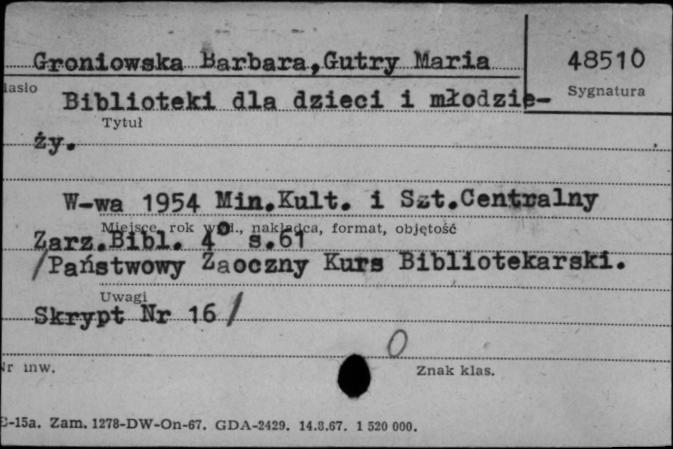 Groniowska Barbara,Gutry Maria
48510
Sygnatura
Biblioteki dla dzieci i młodzie-
Tytuł
ży.
W-wa 1954 Min.Kult. i Szt.Centralny
Miejsce, rok wyd., nakładca, format, objętość
Zarz.Bibl. 4° s.61
/Państwowy Zaoczny Kurs Bibliotekarski.
Uwagi
Skrypt Nr 16/
0
Nr inw.
Znak klas.
-15a. Zam. 1278-DW-On-67. GDA-2429. 14.8.67. 1 520 000.